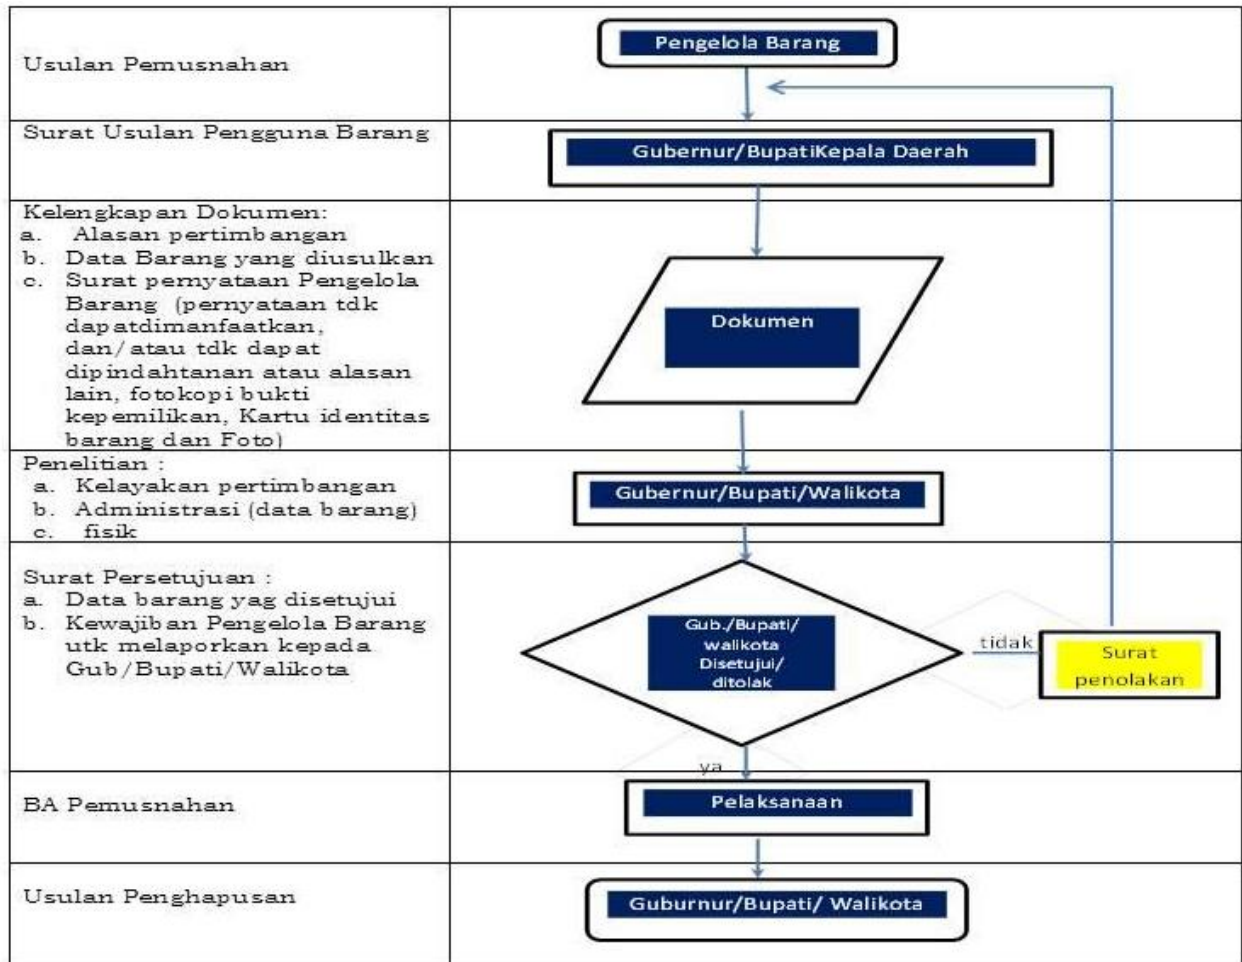 Usulan Pemusnahan
Pengelola Barang
Surat Usulan Pengguna Barang
Gubernur/BupatiKepala Daerah
Kelengkapan Dokumen:
a. Alasan pertimbangan
b. Data Barang yang diusulkan
c. Surat pernyataan Pengelola
Barang (pernyataan tdk
dapatdimanfaatkan,
dan/atau tdk dapat
dipindahtanan atau alasan
lain, fotokopi bukti
kepemilikan, Kartu identitas
barang dan Foto)
Dokumen
Penelitian :
a. Kelayakan pertimbangan
b. Administrasi (data barang)
c. fisik
Gubernur/Bupati/Walikota
Surat Persetujuan :
a. Data barang yag disetujui
b. Kewajiban Pengelola Barang
utk melaporkan kepada
Gub/Bupati/Walikota
Gub./Bupati/
walikota
Disetujui/
ditolak
tidak
Surat
penolakan
ya
BA Pemusnahan
Pelaksanaan
Usulan Penghapusan
Guburnur/Bupati/ Walikota